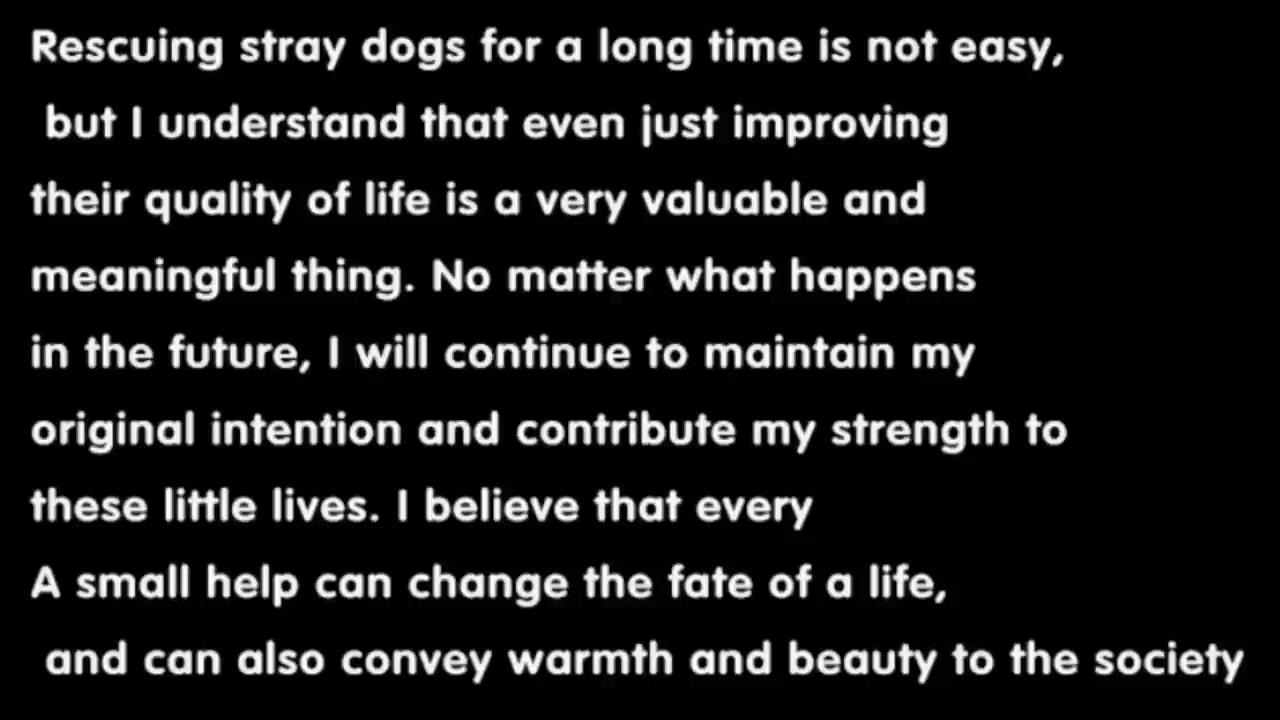 Rescuing stray dogs for a long time is not easy,
but I understand that even just improving
their quality of life is a very valuable and
meaningful thing. No matter what happens
in the future, I will continue to maintain my
original intention and contribute my strength to
these little lives. I believe that every
A small help can change the fate of a life,
and can also convey warmth and beauty to the society